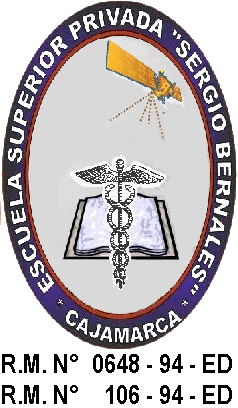 ESCUELA SUPERIOR PRIVADA "SERGIO BERNALES"
* CAJAMARCA *
R.M. N° 0648 - 94 - ED
R.M. N° 106 - 94 - ED